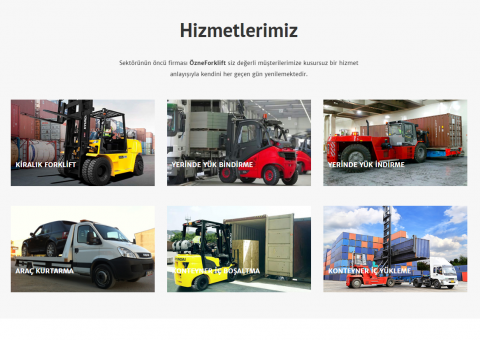 Hizmetlerimiz
Sektörünün öncü firması ÖzneForklift siz değerli müşterilerimize kusursuz bir hizmet
anlayışıyla kendini her geçen gün yenilemektedir.
KİRALIK FORKLİFT
YERİNDE YÜK BİNDİRME
YERİNDE YÜK İNDİRME
ARAÇ KURTARMA
KONTEYNER İÇ BOŞALTMA
KONTEYNER İÇ YÜKLEME